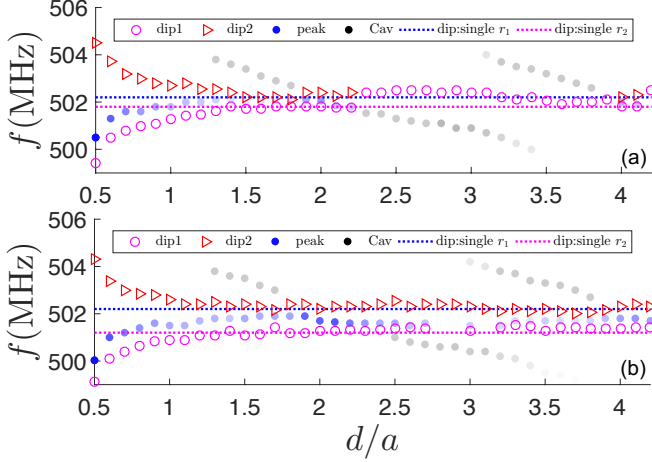 506
504
502
500
f (MHz)
dip1 dip2 peak Cav dip:single r₁ dip:single r₂
(a)
0.5 1 1.5 2 2.5 3 3.5 4
506
504
502
500
f (MHz)
dip1 dip2 peak Cav dip:single r₁ dip:single r₂
(b)
0.5 1 1.5 2 2.5 3 3.5 4
d/a